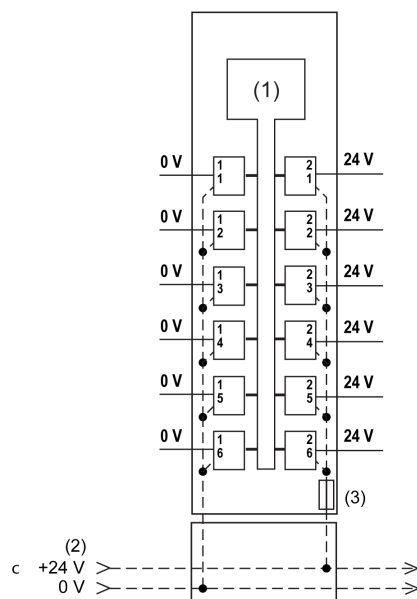 (1)
0 V 1 1 2 1 24 V
0 V 1 2 2 2 24 V
0 V 1 3 2 3 24 V
0 V 1 4 2 4 24 V
0 V 1 5 2 5 24 V
0 V 1 6 2 6 24 V
(3)
(2)
c +24 V
0 V